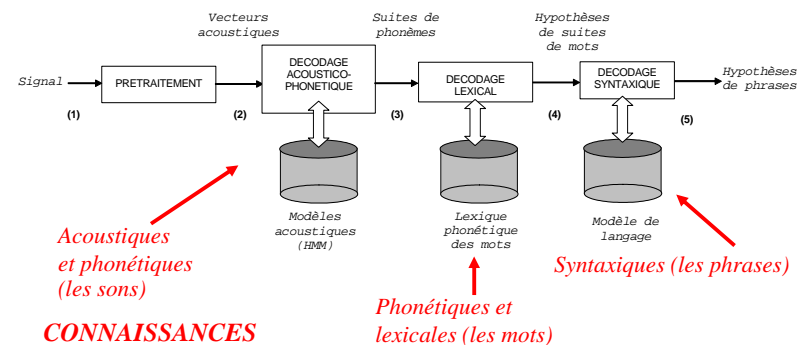 Vecteurs
acoustiques
Suites de
phonèmes
Hypothèses
de suites
de mots
Signal
PRETRAITEMENT
DECODAGE
ACOUSTICO-
PHONETIQUE
DECODAGE
LEXICAL
DECODAGE
SYNTAXIQUE
Hypothèses
de phrases
(1)
(2)
(3)
(4)
(5)
Modèles
acoustiques
(HMM)
Lexique
phonétique
des mots
Modèle de
langage
Acoustiques
et phonétiques
(les sons)
Syntaxiques (les phrases)
Phonétiques et
lexicales (les mots)
CONNAISSANCES